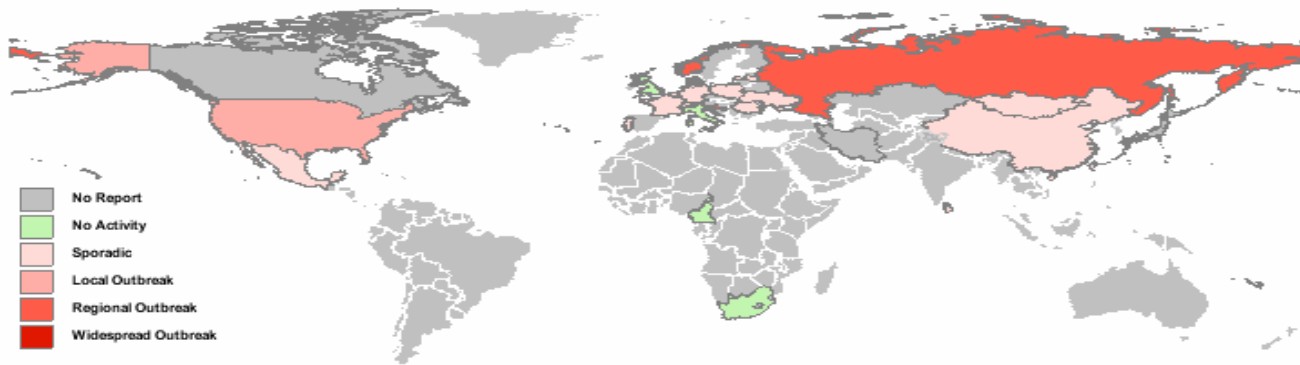 No Report
No Activity
Sporadic
Local Outbreak
Regional Outbreak
Widespread Outbreak